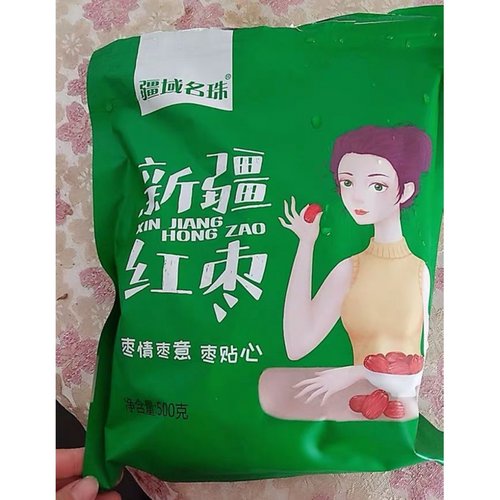 疆域名珠®
新疆
XIN JIANG
HONG ZAO
红枣
枣情枣意 枣贴心
净含量:500克